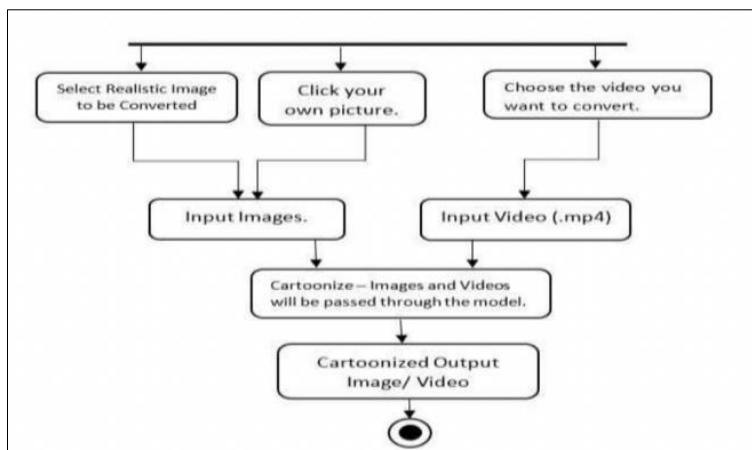 Select Realistic Image
to be Converted
Click your
own picture.
Choose the video you
want to convert.
Input Images.
Input Video (.mp4)
Cartoonize – Images and Videos
will be passed through the model.
Cartoonized Output
Image/ Video